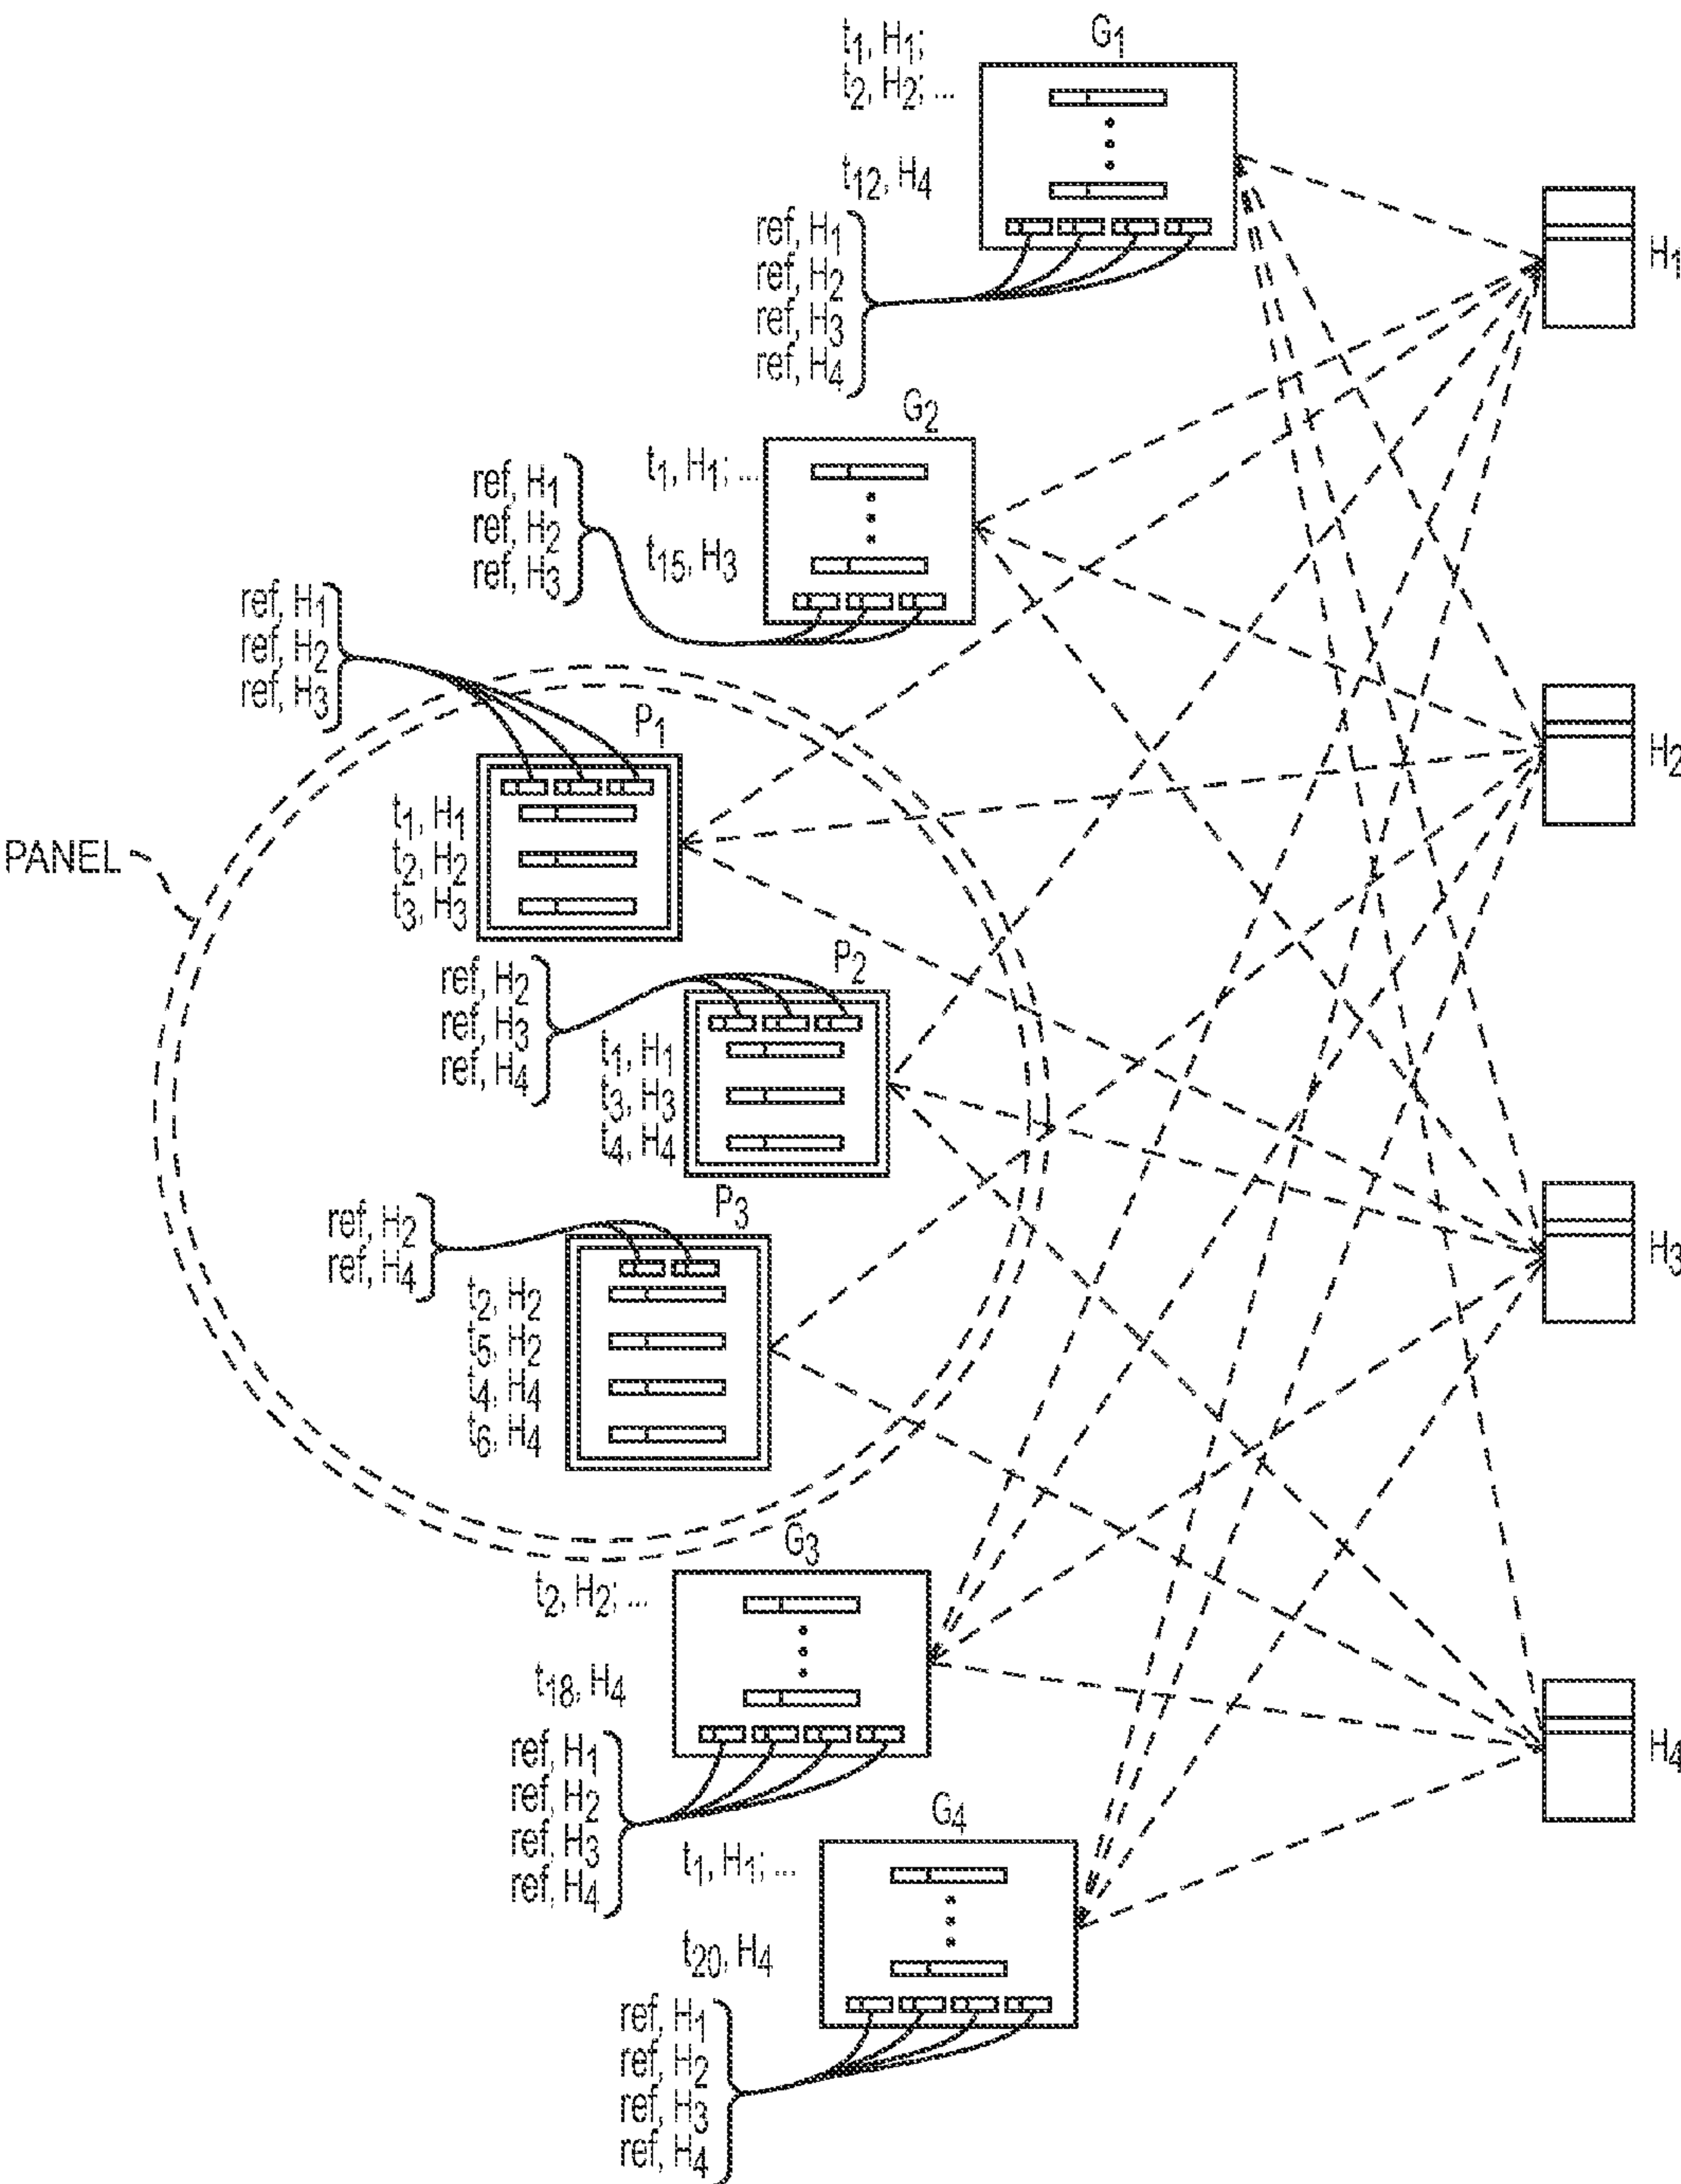 G1
t1, H1;
t2, H2; ...
t12, H4
ref, H1
ref, H2
ref, H3
ref, H4
H1
G2
t1, H1; ...
t15, H3
ref, H1
ref, H2
ref, H3
ref, H1
ref, H2
ref, H3
P1
t1, H1
t2, H2
t3, H3
H2
PANEL
P2
ref, H2
ref, H3
ref, H4
t1, H1
t3, H3
t4, H4
P3
ref, H2
ref, H4
t2, H2
t5, H2
t4, H4
t6, H4
H3
G3
t2, H2; ...
t18, H4
ref, H1
ref, H2
ref, H3
ref, H4
H4
G4
t1, H1; ...
t20, H4
ref, H1
ref, H2
ref, H3
ref, H4